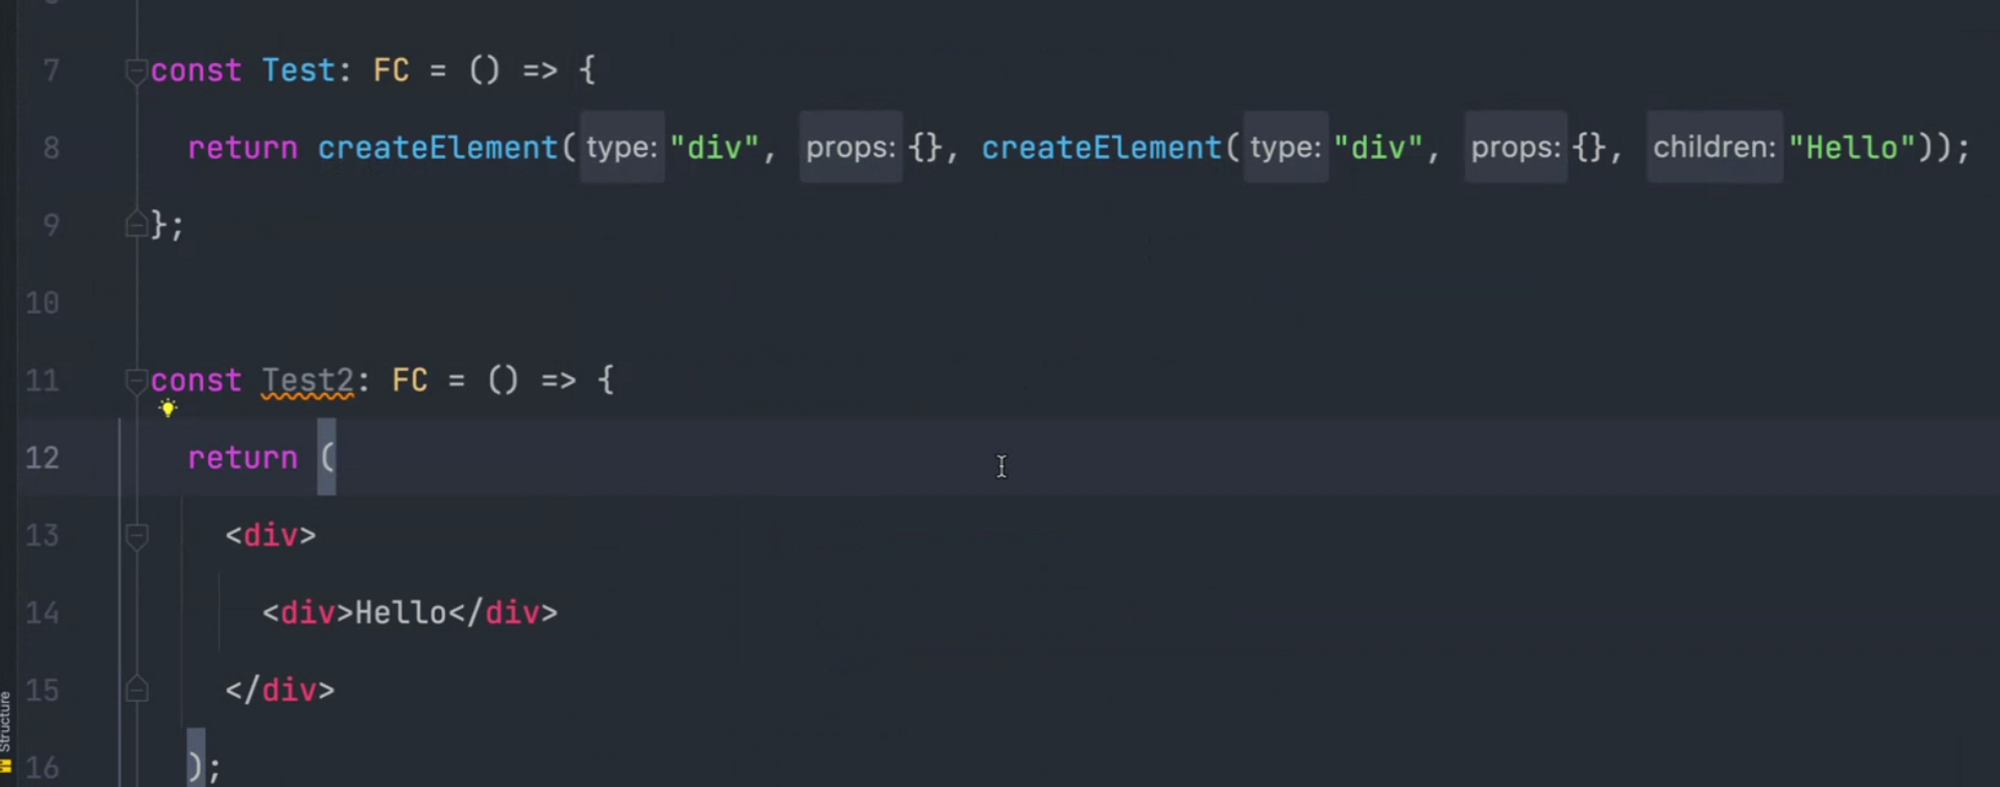 7 const Test: FC = () => {
8 return createElement( type: "div", props: {}, createElement( type: "div", props: {}, children: "Hello"));
9 };
10
11 const Test2: FC = () => {
12 return (
13 <div>
14 <div>Hello</div>
15 </div>
16 );
Structure